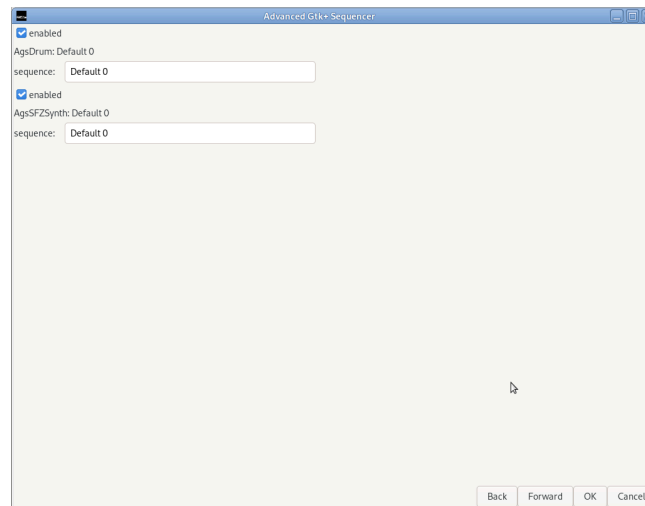 Advanced Gtk+ Sequencer
enabled
AgsDrum: Default 0
sequence: Default 0
enabled
AgsSFZSynth: Default 0
sequence: Default 0
Back Forward OK Cancel